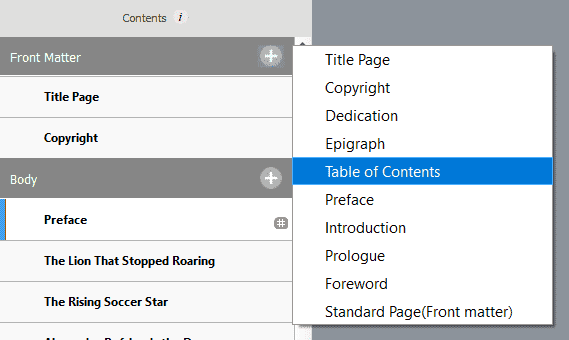 Contents i
Front Matter
Title Page
Copyright
Body
Preface #
The Lion That Stopped Roaring
The Rising Soccer Star
Title Page
Copyright
Dedication
Epigraph
Table of Contents
Preface
Introduction
Prologue
Foreword
Standard Page(Front matter)